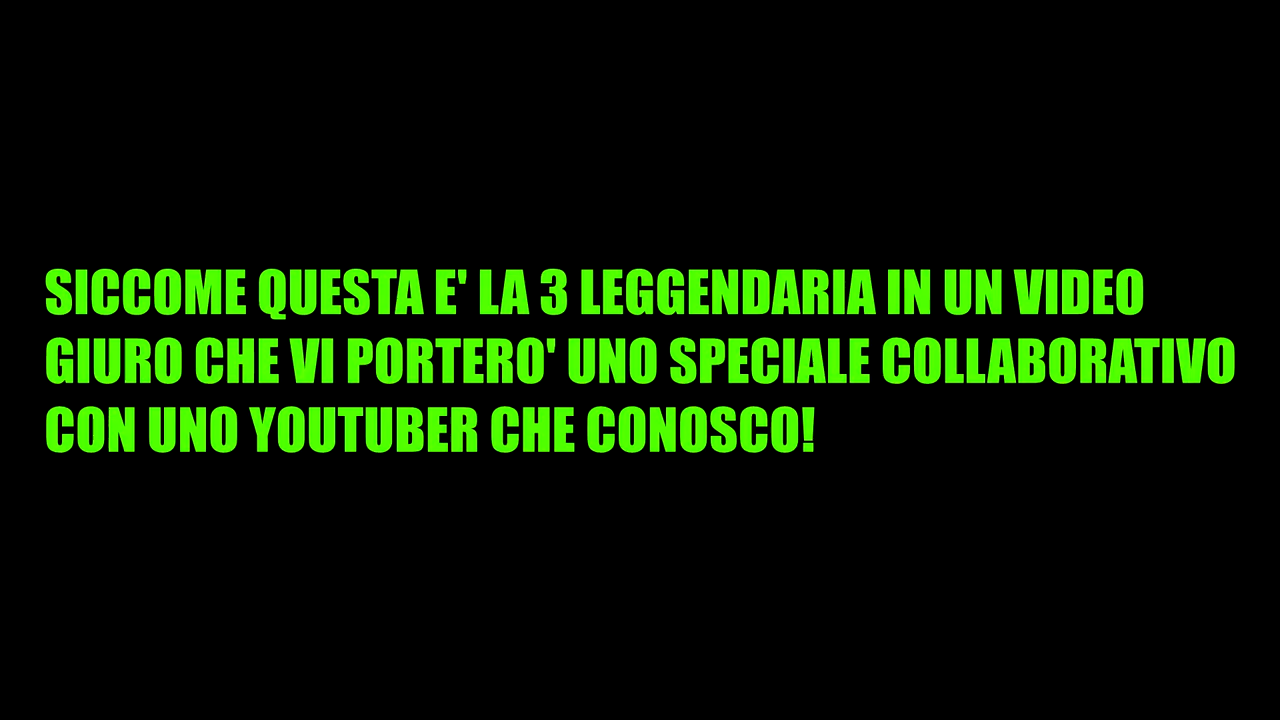 SICCOME QUESTA E' LA 3 LEGGENDARIA IN UN VIDEO
GIURO CHE VI PORTERO' UNO SPECIALE COLLABORATIVO
CON UNO YOUTUBER CHE CONOSCO!